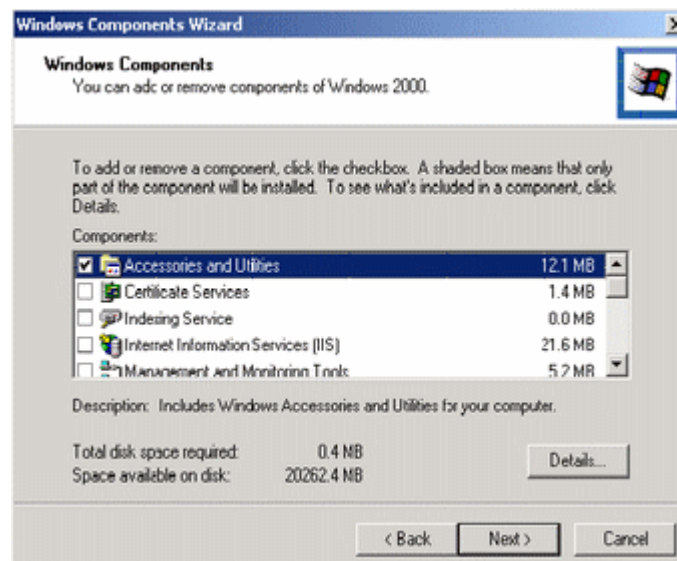 Windows Components Wizard
Windows Components
You can adc or remove components of Windows 2000.
To add or remove a component, click the checkbox. A shaded box means that only
part of the component will be installed. To see what's included in a component, click
Details.
Components:
Accessories and Utilities 12.1 MB
Certificate Services 1.4 MB
Indexing Service 0.0 MB
Internet Information Services (IIS) 21.6 MB
Management and Monitoring Tools 5.2 MB
Description: Includes Windows Accessories and Utilities for your computer.
Total disk space required: 0.4 MB
Space available on disk: 20262.4 MB
Details...
< Back Next > Cancel